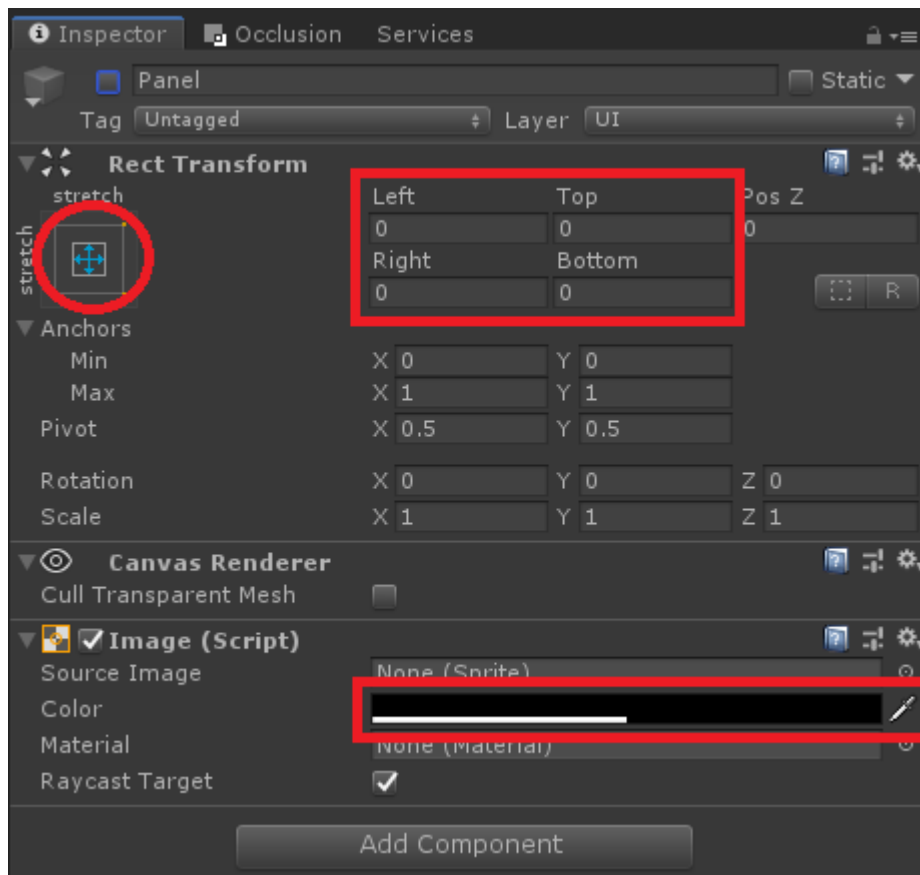 Inspector Occlusion Services
Panel Static
Tag Untagged Layer UI
Rect Transform
stretch Left Top Pos Z
stretch
0 0 0
Right Bottom
0 0 R
Anchors
Min X 0 Y 0
Max X 1 Y 1
Pivot X 0.5 Y 0.5
Rotation X 0 Y 0 Z 0
Scale X 1 Y 1 Z 1
Canvas Renderer
Cull Transparent Mesh
Image (Script)
Source Image None (Sprite)
Color
Material None (Material)
Raycast Target
Add Component